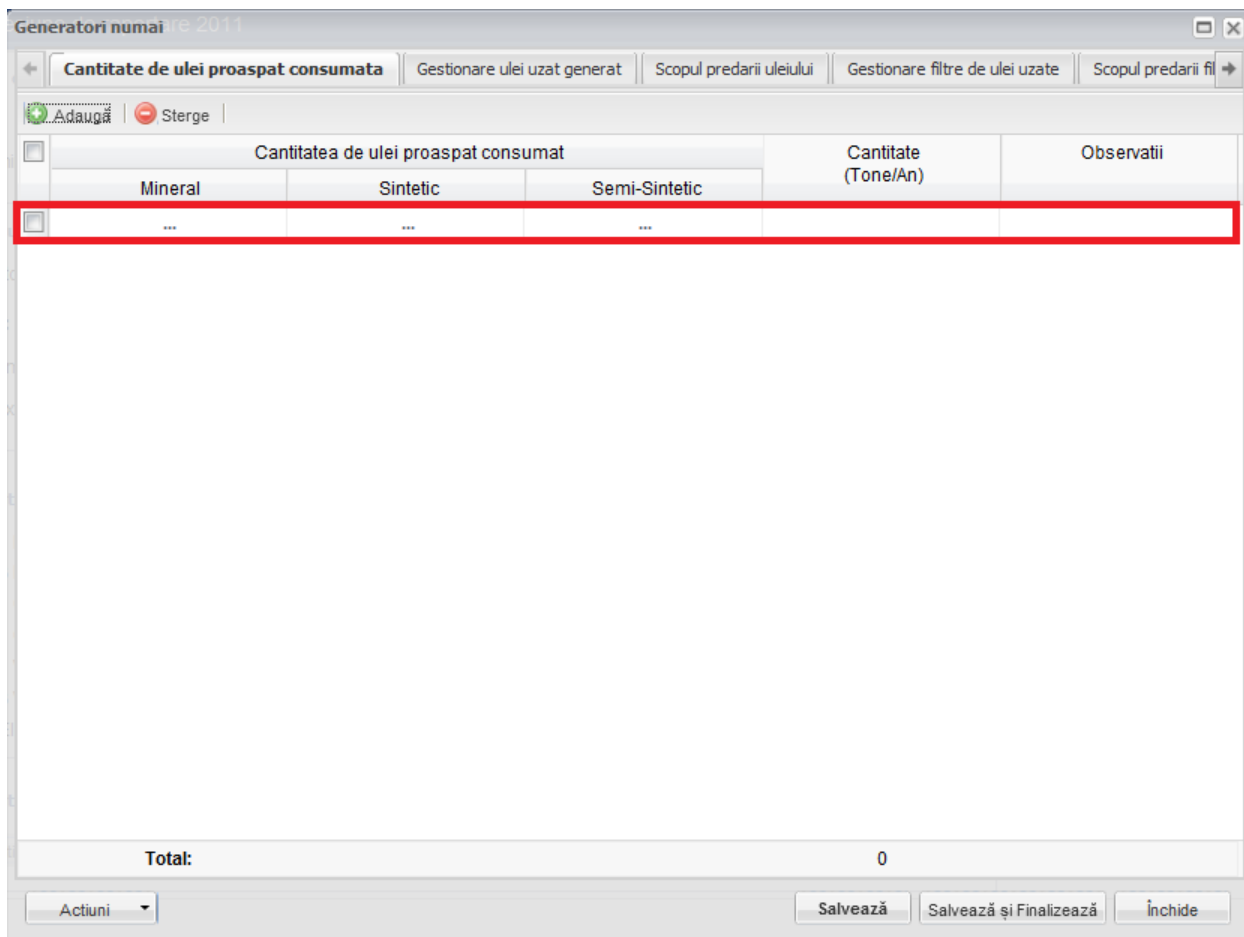 Generatori numai re 2011
Cantitate de ulei proaspat consumata Gestionare ulei uzat generat Scopul predarii uleiului Gestionare filtre de ulei uzate Scopul predarii fil
Adaugă Sterge
Cantitatea de ulei proaspat consumat Cantitate (Tone/An) Observatii
Mineral Sintetic Semi-Sintetic
... ... ...
Total: 0
Actiuni Salvează Salvează și Finalizează Închide